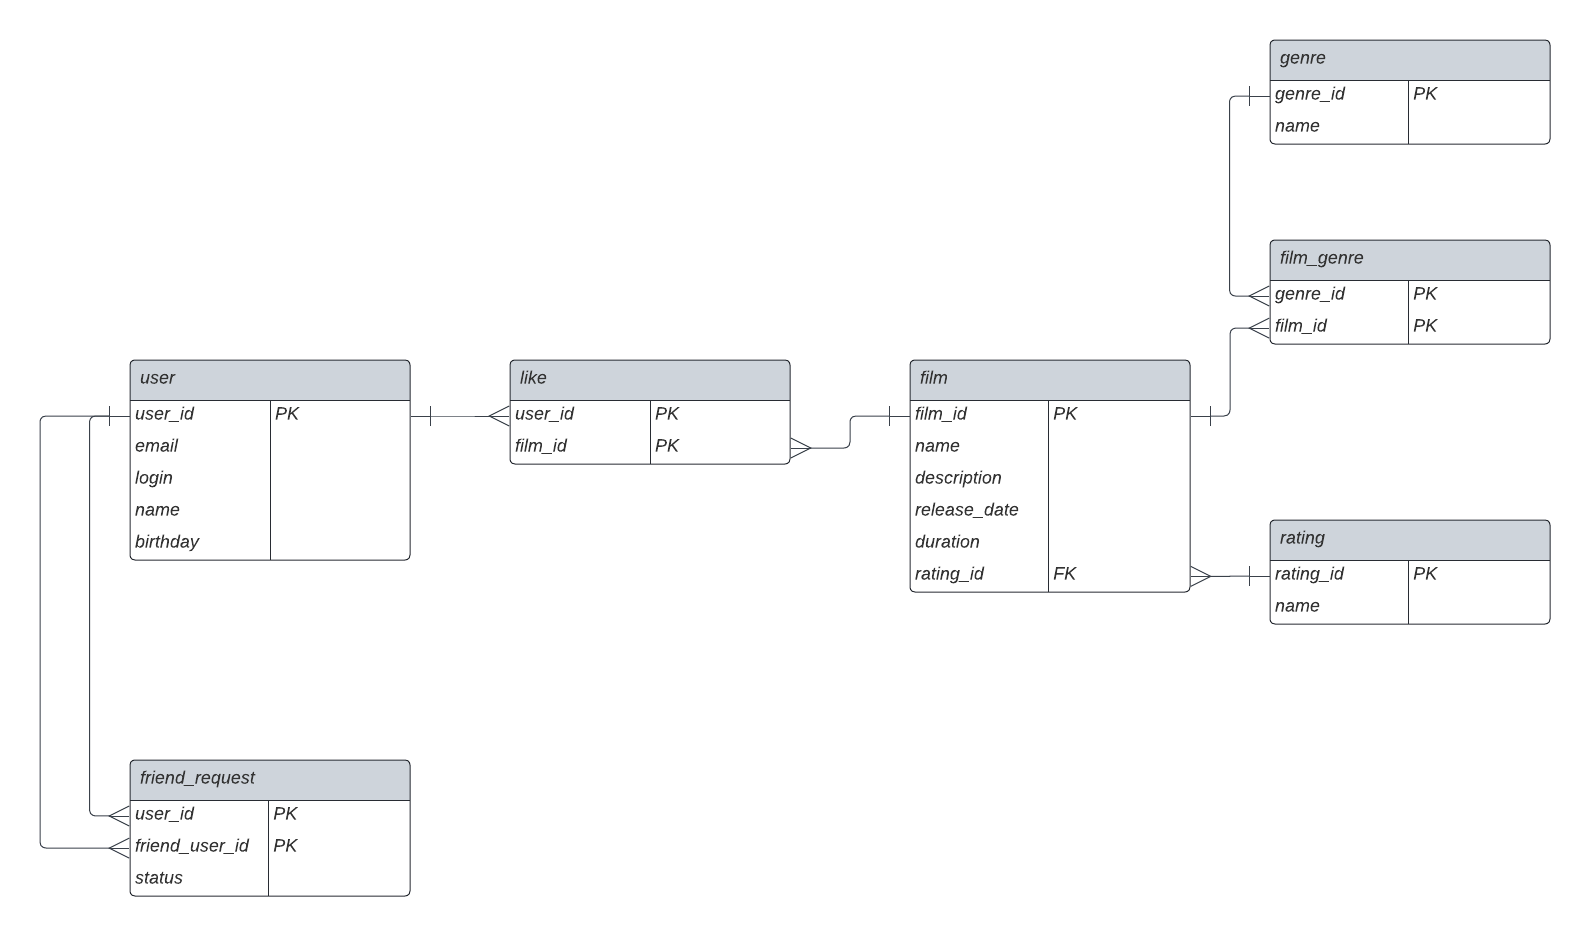 genre
genre_id PK
name
film_genre
genre_id PK
film_id PK
user
user_id PK
email
login
name
birthday
like
user_id PK
film_id PK
film
film_id PK
name
description
release_date
duration
rating_id FK
rating
rating_id PK
name
friend_request
user_id PK
friend_user_id PK
status